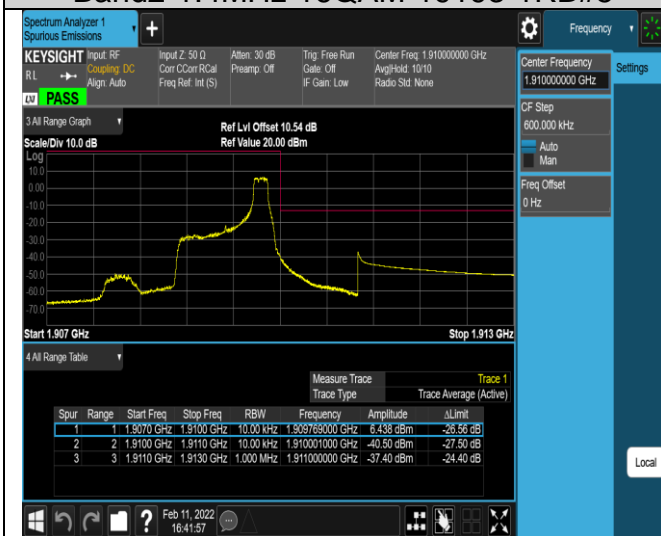 Spectrum Analyzer 1
Spurious Emissions
+
Frequency
KEYSIGHT Input: RF Input Z: 50 Ω Atten: 30 dB Trig: Free Run Center Freq: 1.910000000 GHz
RL Coupling: DC Corr CCorr RCal Preamp: Off Gate: Off Avg|Hold: 10/10
Align: Auto Freq Ref: Int (S) IF Gain: Low Radio Std: None
PASS
Center Frequency
1.910000000 GHz
Settings
CF Step
600.000 kHz
Auto
Man
Freq Offset
0 Hz
3 All Range Graph
Ref Lvl Offset 10.54 dB
Scale/Div 10.0 dB Ref Value 20.00 dBm
Log
10.0
0.00
-10.0
-20.0
-30.0
-40.0
-50.0
-60.0
-70.0
Start 1.907 GHz Stop 1.913 GHz
4 All Range Table
Measure Trace Trace 1
Trace Type Trace Average (Active)
Spur Range Start Freq Stop Freq RBW Frequency Amplitude ΔLimit
1 1 1.9070 GHz 1.9100 GHz 10.00 kHz 1.909769000 GHz 6.438 dBm -26.56 dB
2 2 1.9100 GHz 1.9110 GHz 10.00 kHz 1.910001000 GHz -40.50 dBm -27.50 dB
3 3 1.9110 GHz 1.9130 GHz 1.000 MHz 1.911000000 GHz -37.40 dBm -24.40 dB
Local
?
Feb 11, 2022
16:41:57